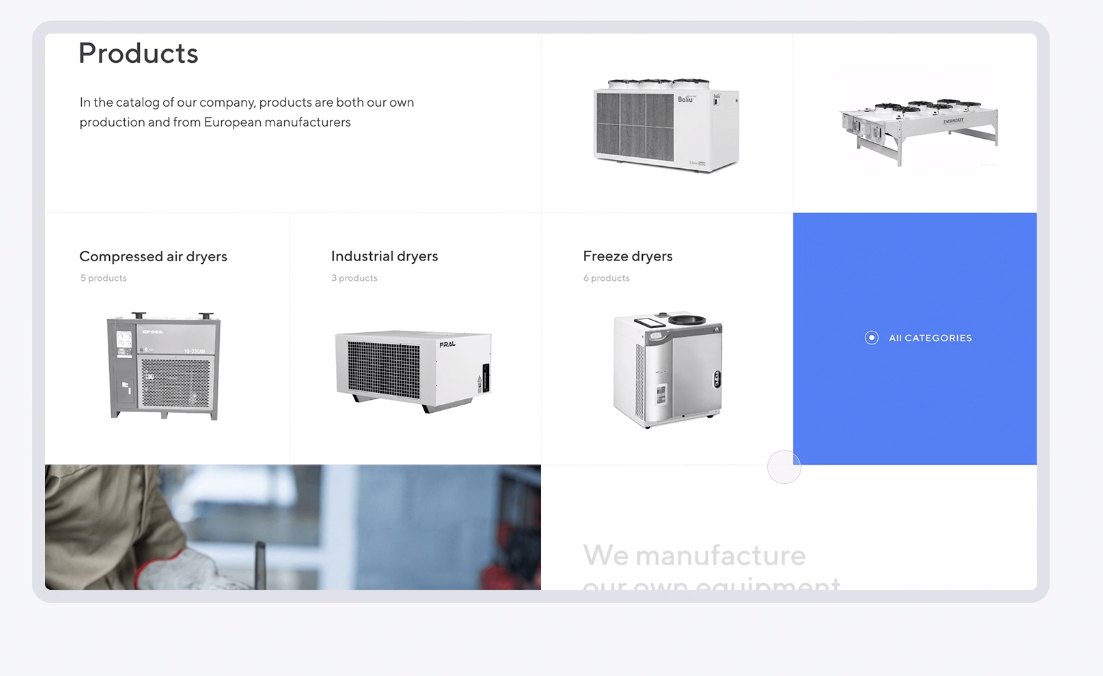 Products
In the catalog of our company, products are both our own
production and from European manufacturers
Ballu
Compressed air dryers
5 products
Industrial dryers
3 products
Freeze dryers
6 products
FRAL
All CATEGORIES
We manufacture
our own equipment